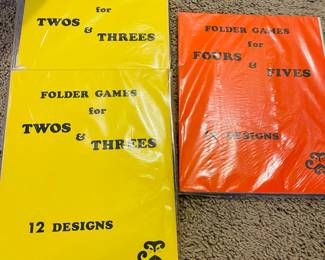 for
TWOS
& THREES
FOLDER GAMES
for
TWOS
& THREES
12 DESIGNS
FOLDER GAMES
for
FOURS
& FIVES
DESIGNS